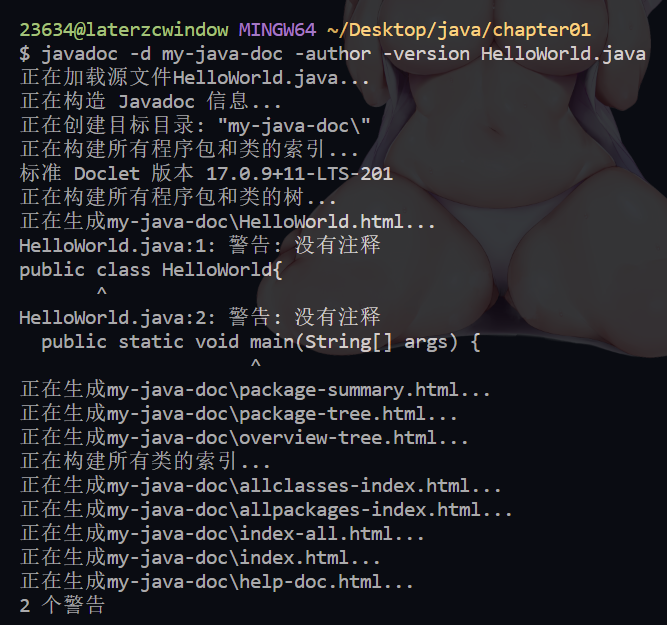 23634@laterzcwindow MINGW64 ~/Desktop/java/chapter01
$ javadoc -d my-java-doc -author -version HelloWorld.java
正在加载源文件HelloWorld.java...
正在构造 Javadoc 信息...
正在创建目标目录: "my-java-doc\"
正在构建所有程序包和类的索引...
标准 Doclet 版本 17.0.9+11-LTS-201
正在构建所有程序包和类的树...
正在生成my-java-doc\HelloWorld.html...
HelloWorld.java:1: 警告: 没有注释
public class HelloWorld{
       ^
HelloWorld.java:2: 警告: 没有注释
  public static void main(String[] args) {
                     ^
正在生成my-java-doc\package-summary.html...
正在生成my-java-doc\package-tree.html...
正在生成my-java-doc\overview-tree.html...
正在构建所有类的索引...
正在生成my-java-doc\allclasses-index.html...
正在生成my-java-doc\allpackages-index.html...
正在生成my-java-doc\index-all.html...
正在生成my-java-doc\index.html...
正在生成my-java-doc\help-doc.html...
2 个警告